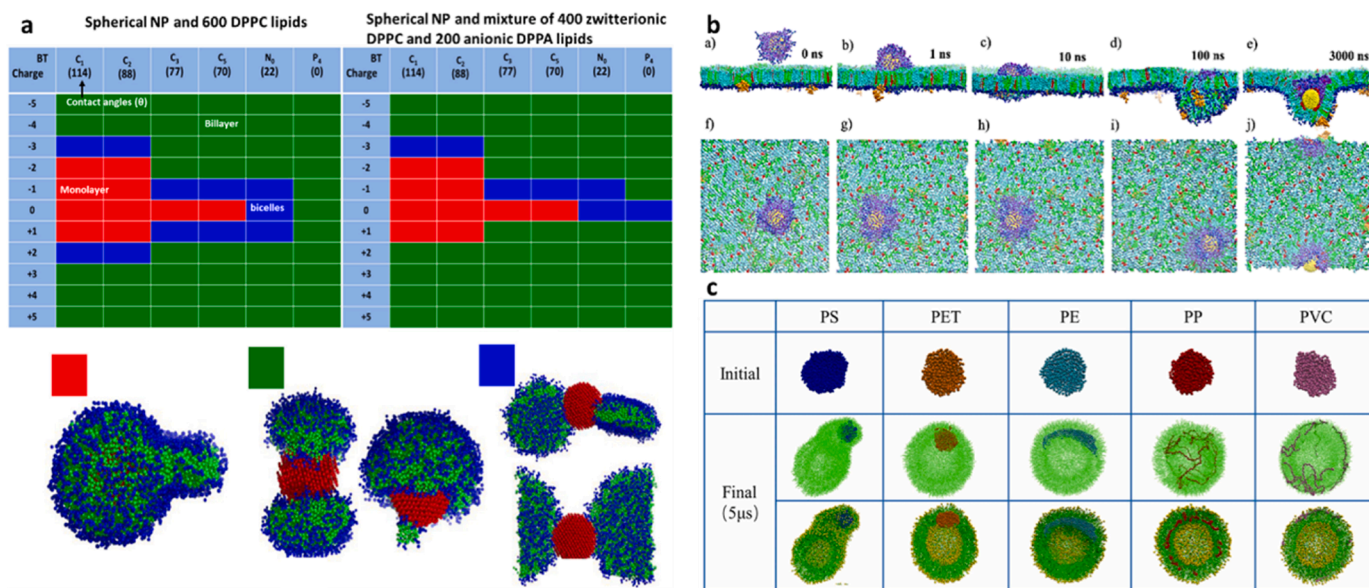 a
Spherical NP and 600 DPPC lipids
BT
Charge
C₁
(114)
C₂
(88)
C₃
(77)
C₅
(70)
N₀
(22)
P₄
(0)
-5
Contact angles (θ)
-4
Billayer
-3
-2
-1
Monolayer
0
bicelles
+1
+2
+3
+4
+5
Spherical NP and mixture of 400 zwitterionic
DPPC and 200 anionic DPPA lipids
BT
Charge
C₁
(114)
C₂
(88)
C₃
(77)
C₅
(70)
N₀
(22)
P₄
(0)
-5
-4
-3
-2
-1
0
+1
+2
+3
+4
+5
b
a)
0 ns
b)
1 ns
c)
10 ns
d)
100 ns
e)
3000 ns
f)
g)
h)
i)
j)
c
PS PET PE PP PVC
Initial
Final
(5μs)